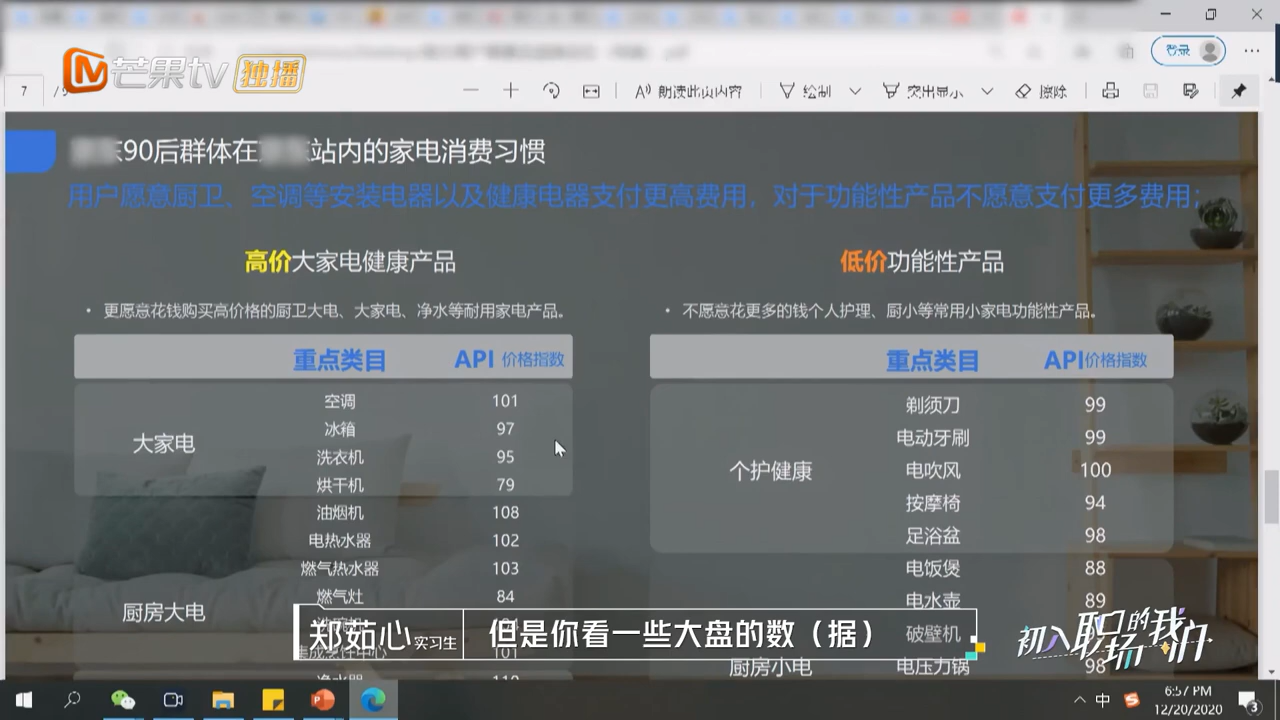 芒果tv 独播
登录
7
朗读此页内容 绘制 突出显示 擦除
90后群体在
站内的家电消费习惯
用户愿意厨卫、空调等安装电器以及健康电器支付更高费用，对于功能性产品不愿意支付更多费用；
高价大家电健康产品
• 更愿意花钱购买高价格的厨卫大电、大家电、净水等耐用家电产品。
重点类目 API 价格指数
大家电
空调 101
冰箱 97
洗衣机 95
烘干机 79
厨房大电
油烟机 108
电热水器 102
燃气热水器 103
燃气灶 84
集成烹饪中心 101
净水器 110
低价功能性产品
• 不愿意花更多的钱个人护理、厨小等常用小家电功能性产品。
重点类目 API价格指数
个护健康
剃须刀 99
电动牙刷 99
电吹风 100
按摩椅 94
足浴盆 98
厨房小电
电饭煲 88
电水壶 89
破壁机
电压力锅 98
郑茹心 实习生 但是你看一些大盘的数（据）
初入职场的我们
中
6:57 PM
12/20/2020
3